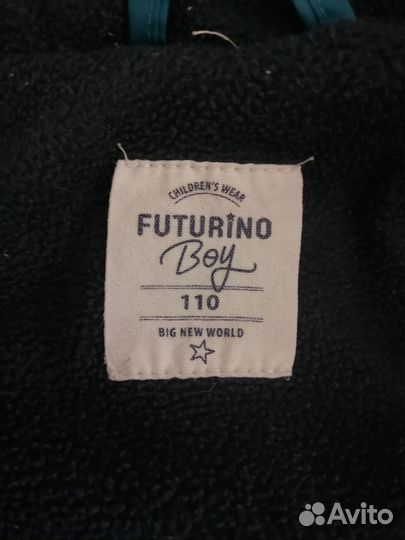 CHILDREN'S WEAR
FUTURINO
Boy
110
BIG NEW WORLD
Avito